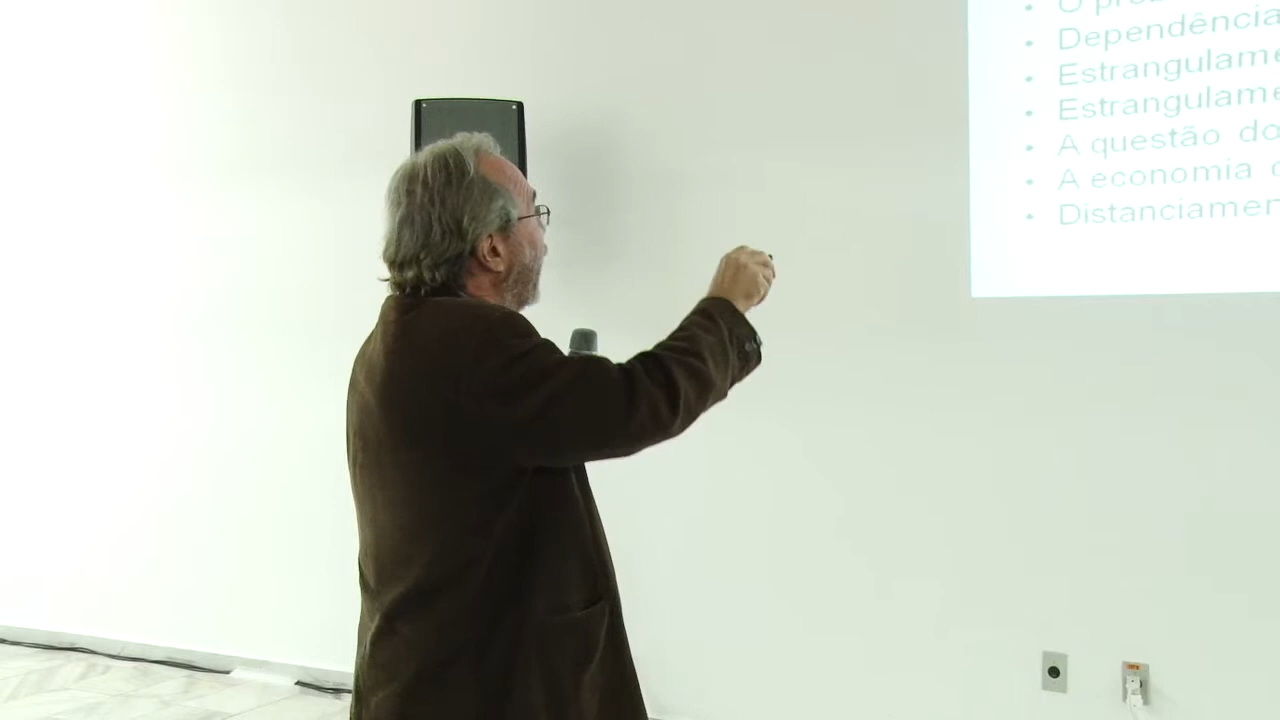 • Dependência
• Estrangulame
• Estrangulame
• A questão do
• A economia
• Distanciamen